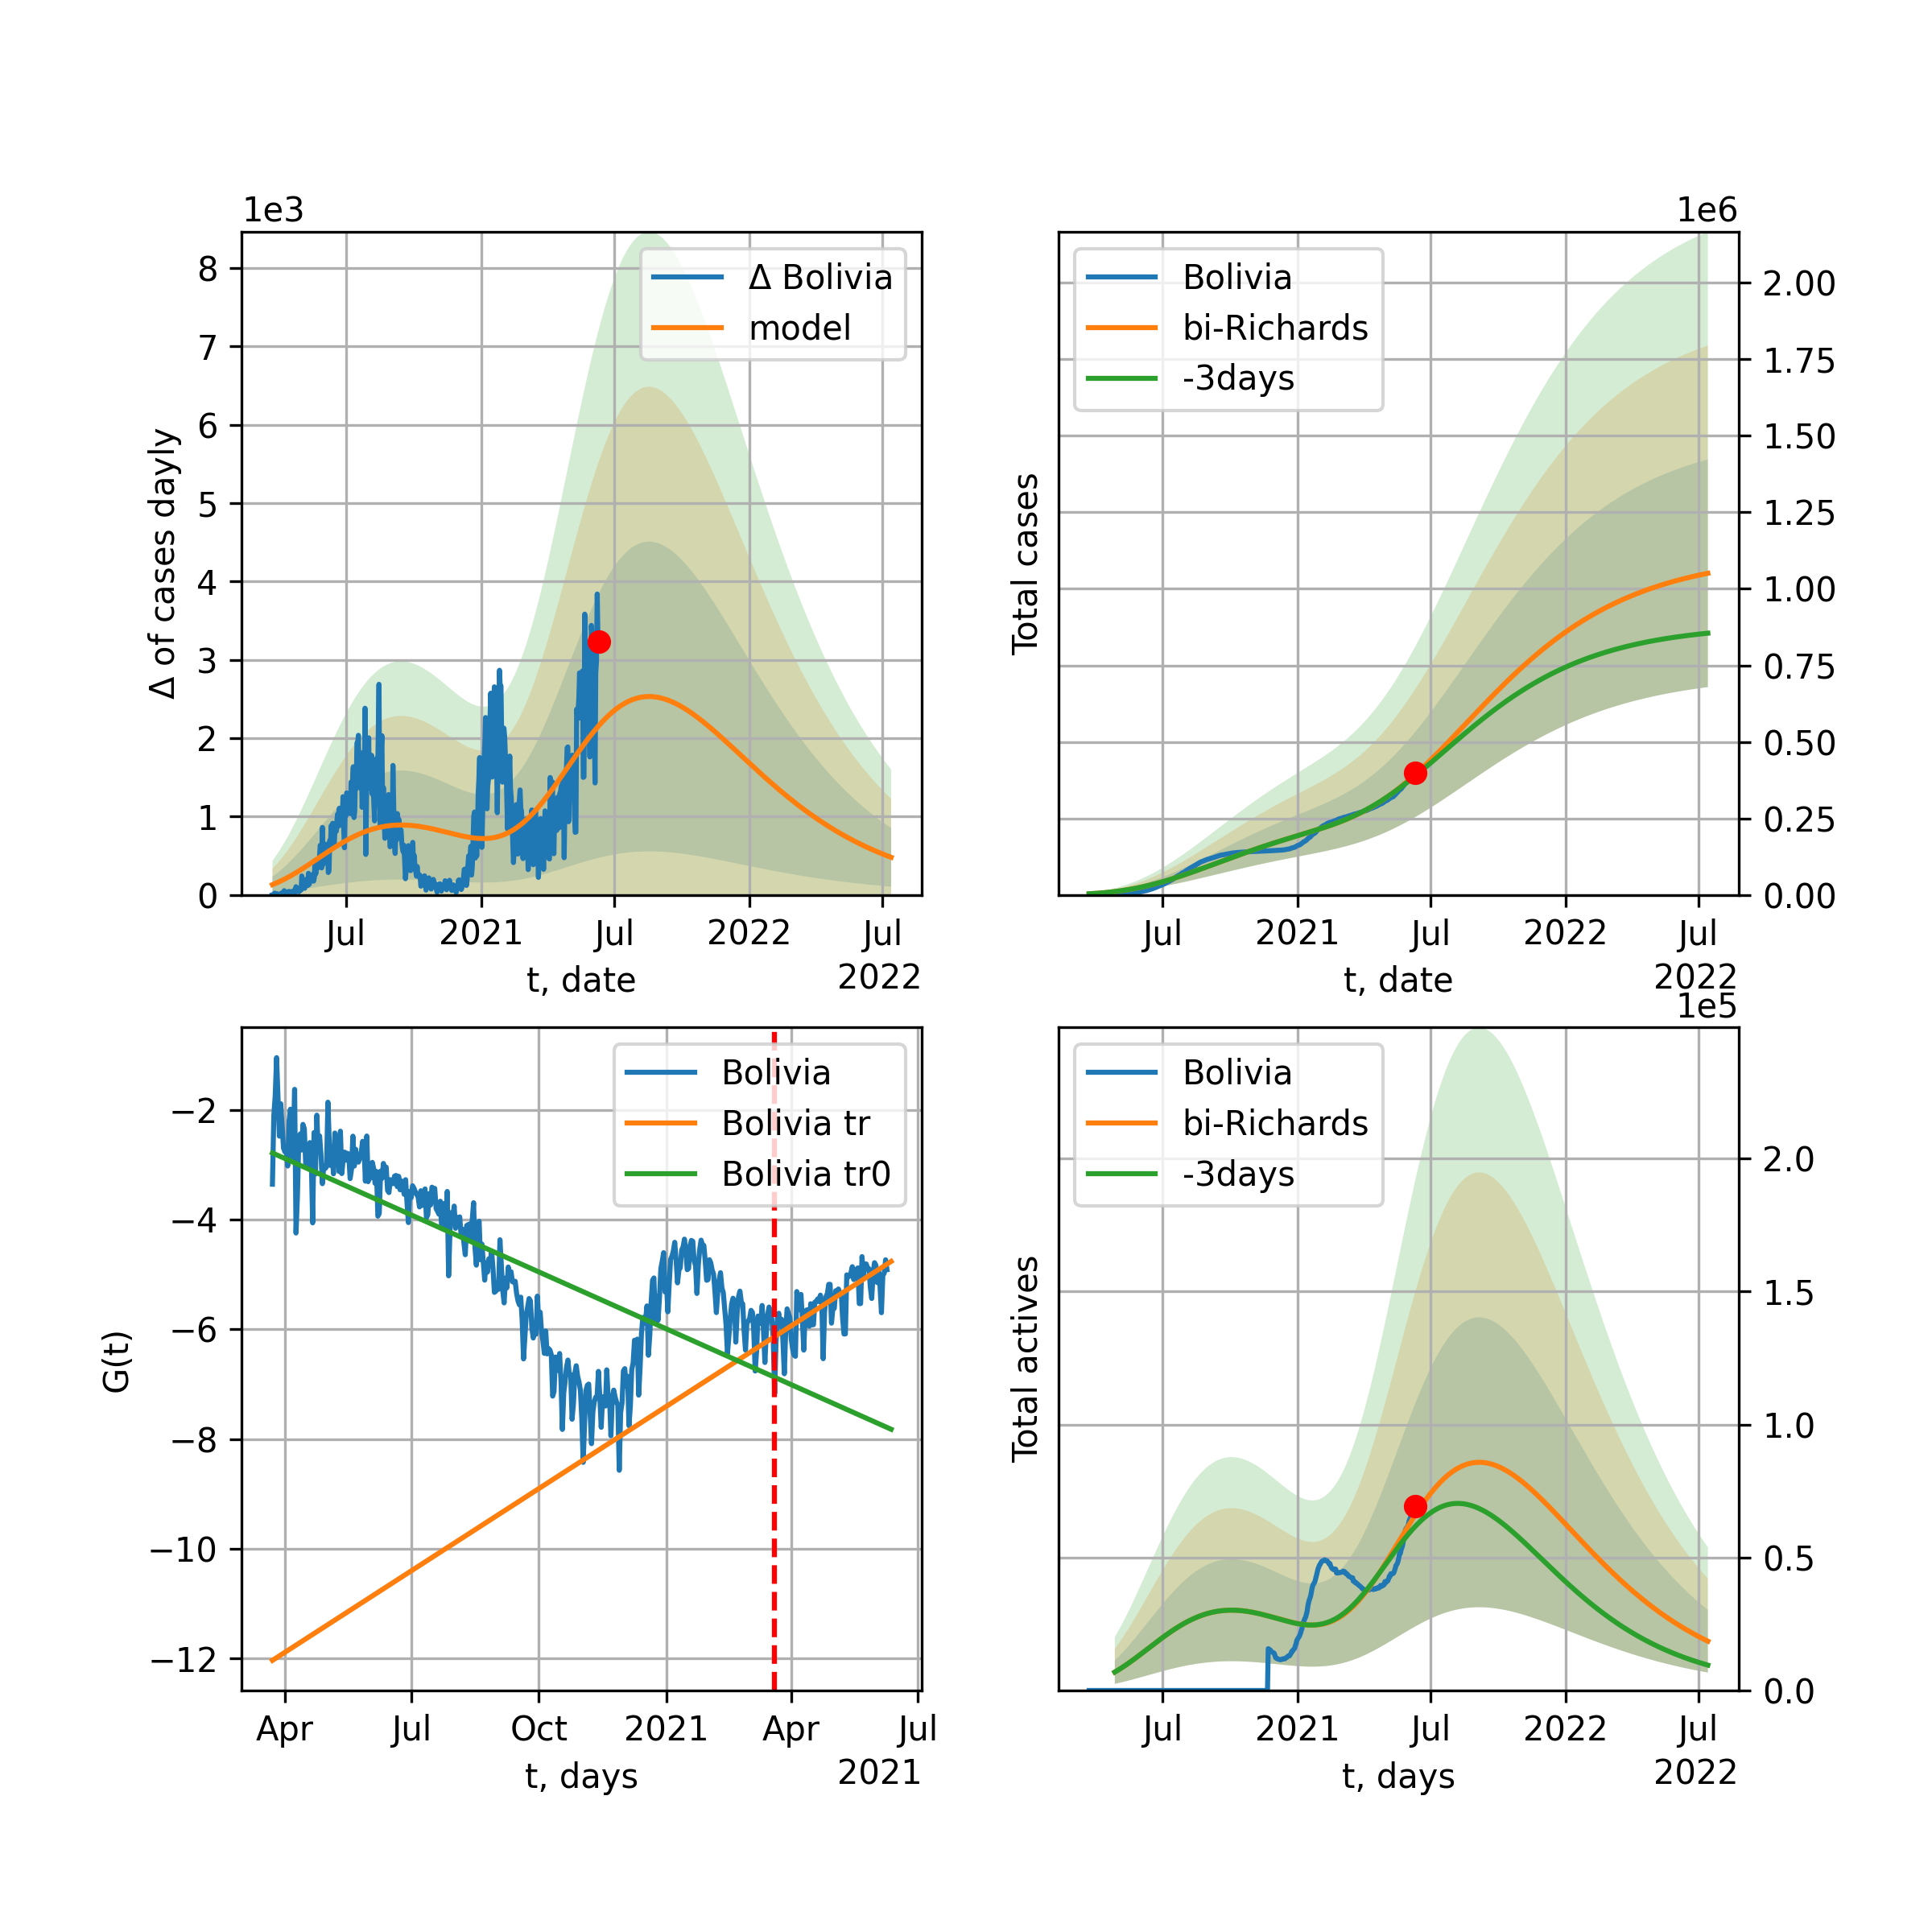 1e3
8
7
6
5
4
3
2
1
0
Δ of cases dayly
Δ Bolivia
model
Jul
2021
Jul
2022
Jul
2022
t, date
1e6
Total cases
Bolivia
bi-Richards
-3days
2.00
1.75
1.50
1.25
1.00
0.75
0.50
0.25
0.00
Jul
2021
Jul
2022
Jul
2022
t, date
G(t)
−2
−4
−6
−8
−10
−12
Bolivia
Bolivia tr
Bolivia tr0
Apr
Jul
Oct
2021
Apr
Jul
2021
t, days
1e5
Total actives
Bolivia
bi-Richards
-3days
2.0
1.5
1.0
0.5
0.0
Jul
2021
Jul
2022
Jul
2022
t, days